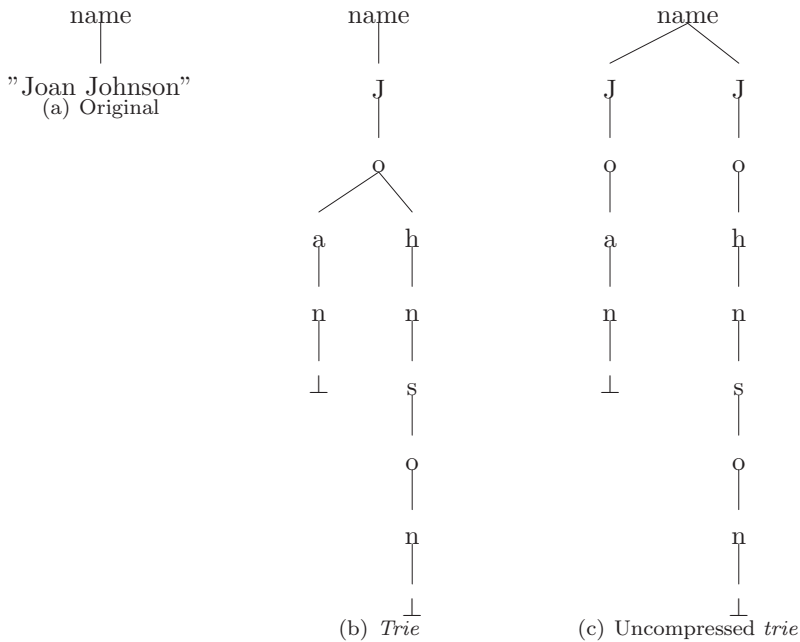 name name name
"Joan Johnson" J J J
(a) Original
o o o
a h a h
n n n n
⊥ s ⊥ s
o o
n n
⊥ ⊥
(b) Trie (c) Uncompressed trie